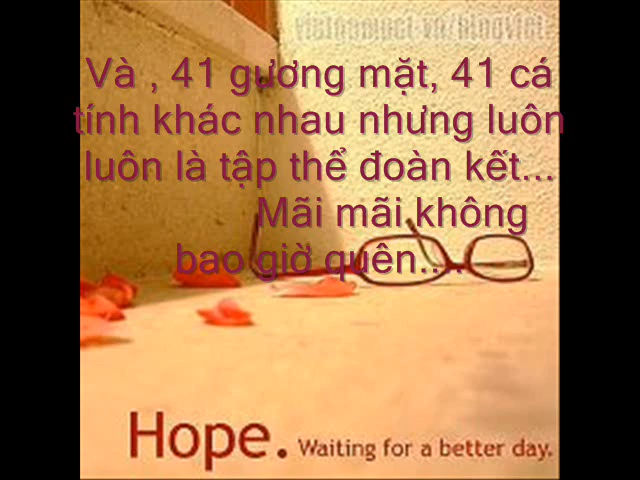 Và , 41 gương mặt, 41 cá
tính khác nhau nhưng luôn
luôn là tập thể đoàn kết...
Mãi mãi không
bao giờ quên....
Hope. Waiting for a better day.